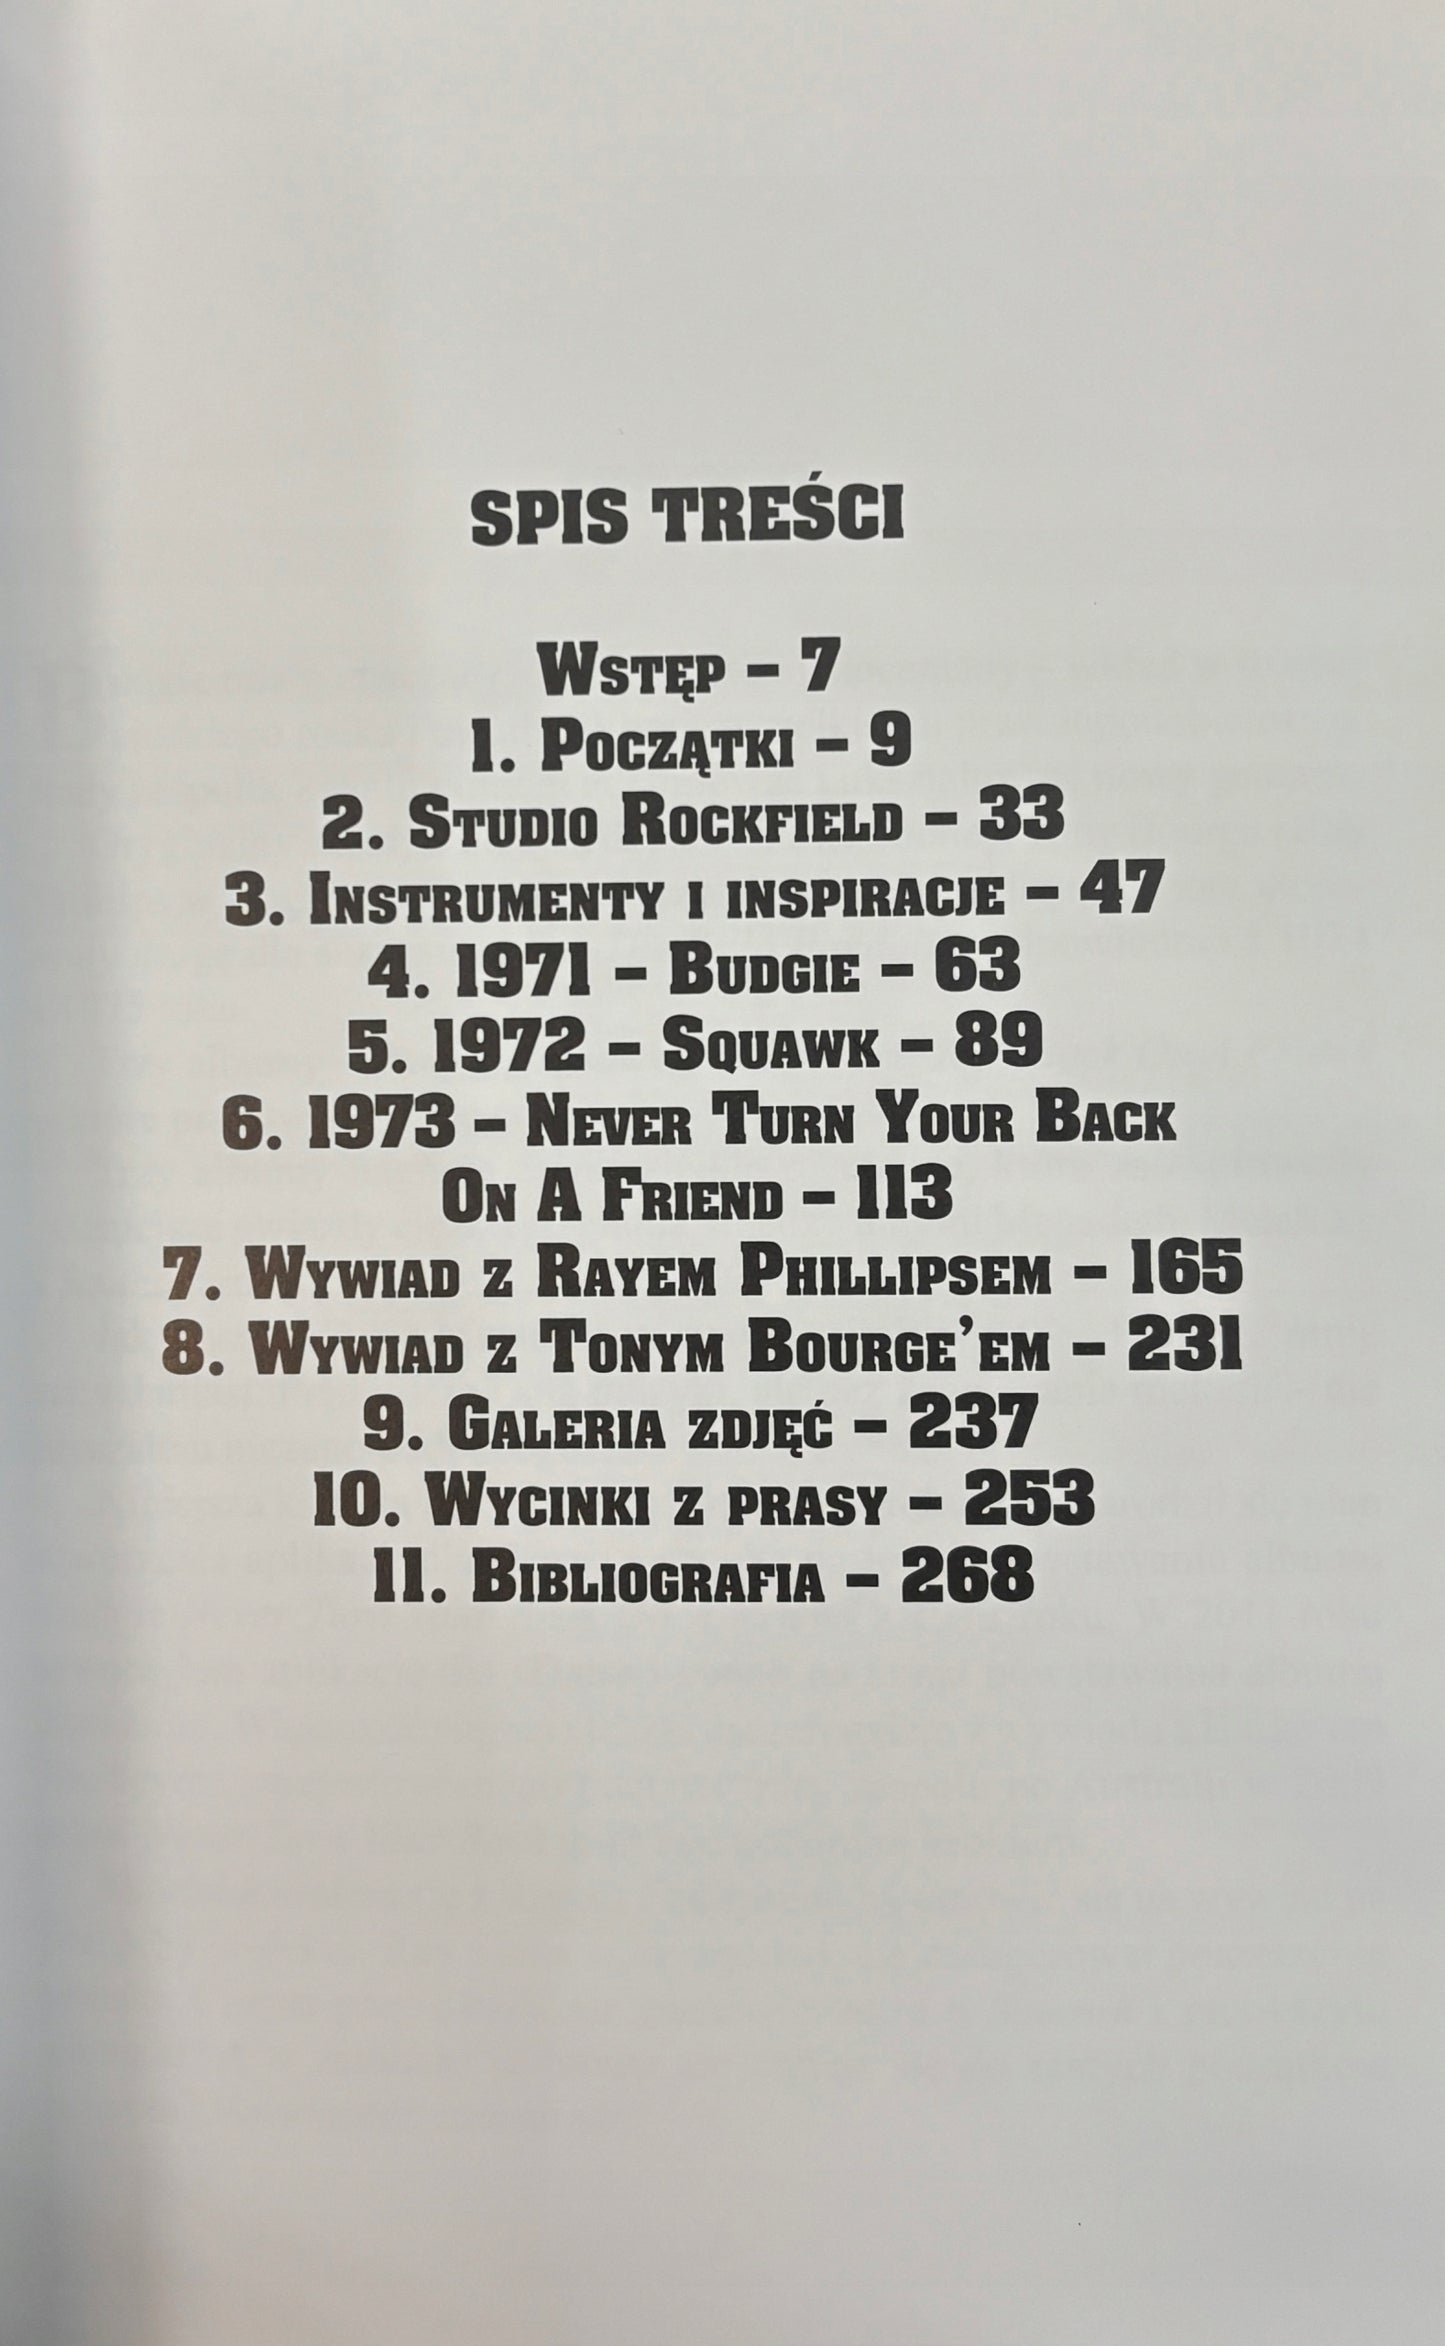 SPIS TREŚCI
Wstęp – 7
1. Początki – 9
2. Studio Rockfield – 33
3. Instrumenty i inspiracje – 47
4. 1971 – Budgie – 63
5. 1972 – Squawk – 89
6. 1973 – Never Turn Your Back
On A Friend – 113
7. Wywiad z Rayem Phillipsem – 165
8. Wywiad z Tonym Bourge'em – 231
9. Galeria zdjęć – 237
10. Wycinki z prasy – 253
11. Bibliografia – 268